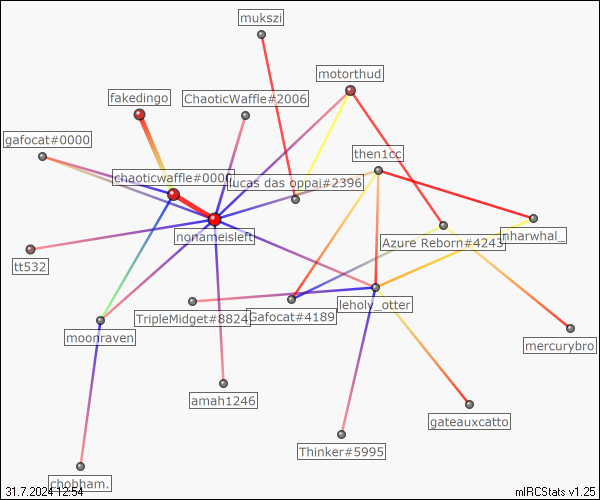 mukszi
motorthud
fakedingo
ChaoticWaffle#2006
gafocat#0000
then1cc
chaoticwaffle#0000
lucas das oppai#2396
nonameisleft
Azure Reborn#4243
nharwhal_
tt532
leholy_otter
TripleMidget#8824
Gafocat#4189
moonraven
mercurybro
amah1246
gateauxcatto
Thinker#5995
chobham.
31.7.2024 12:54
mIRCStats v1.25